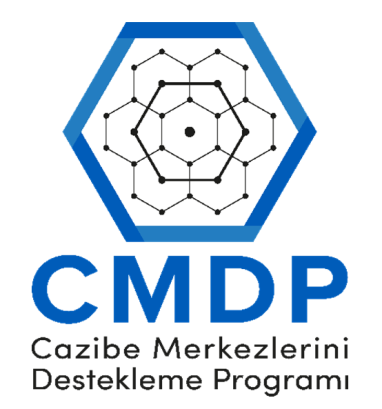 CMDP
Cazibe Merkezlerini
Destekleme Programı